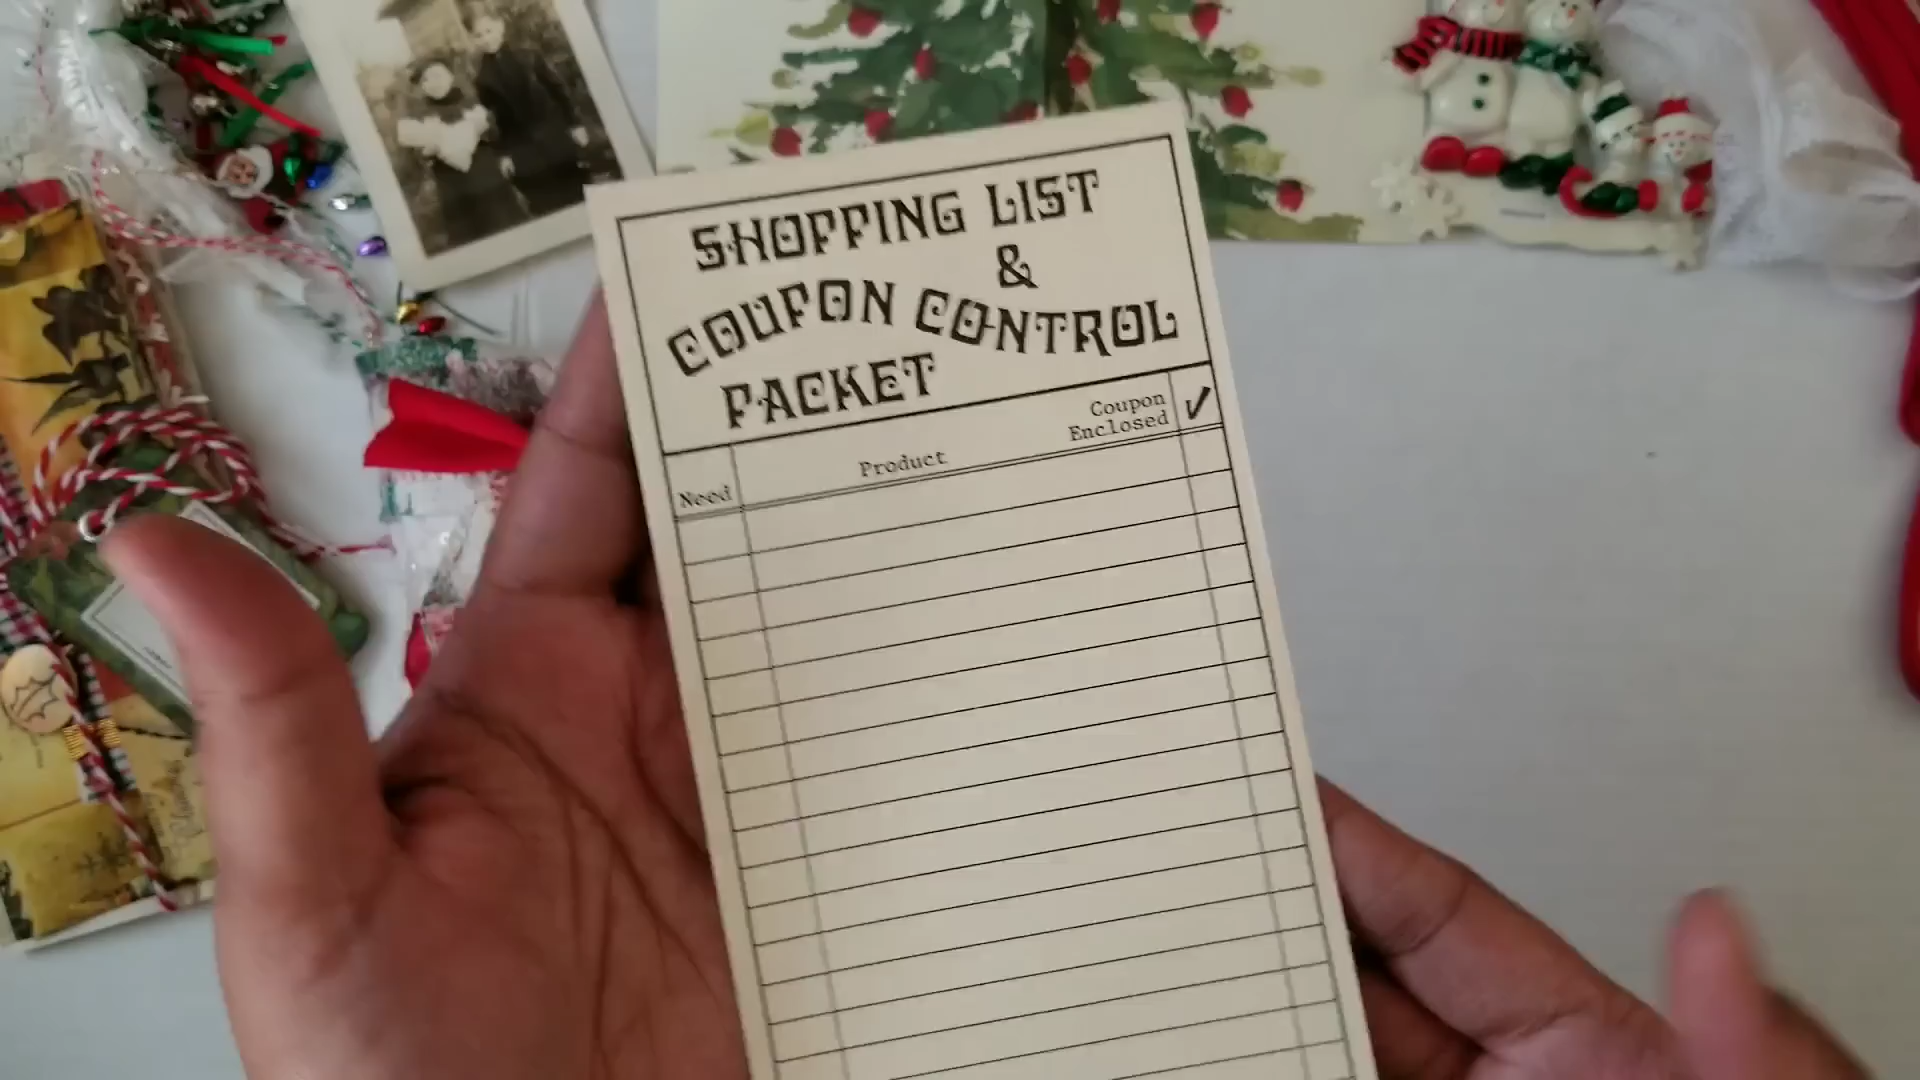 SHOPPING LIST
&
COUPON CONTROL
PACKET
Need
Product
Coupon
Enclosed
✓